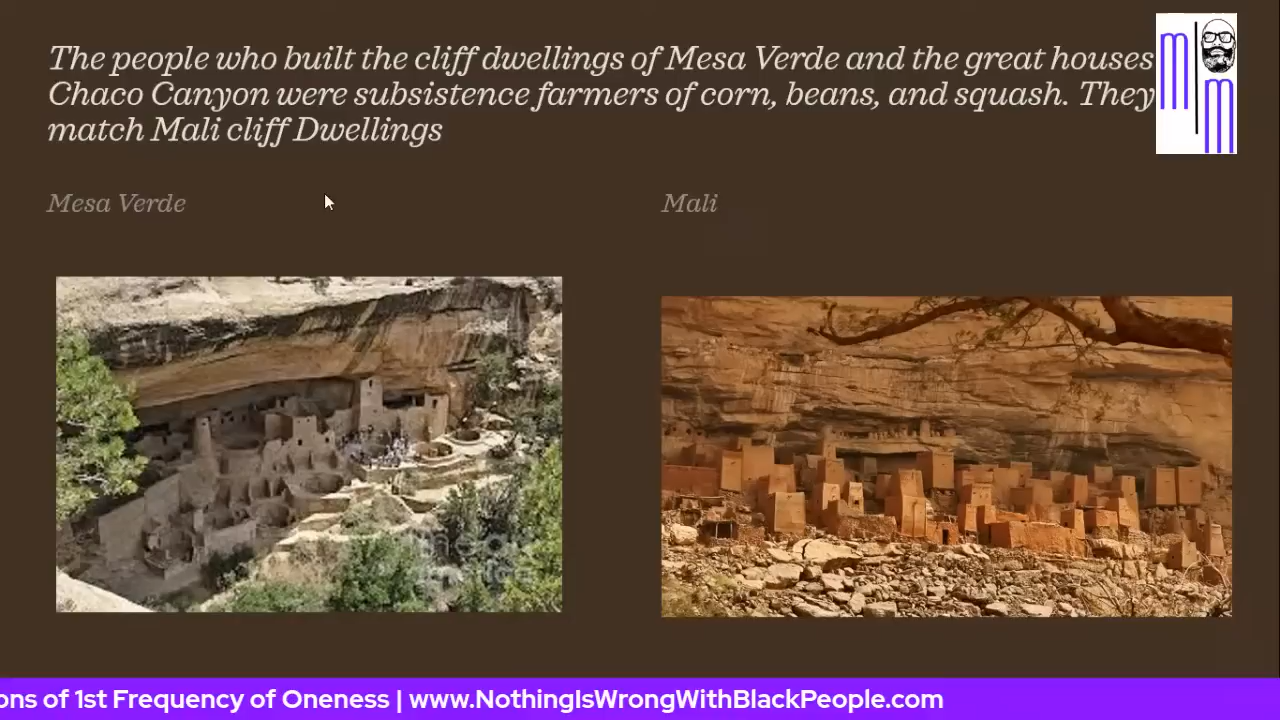 The people who built the cliff dwellings of Mesa Verde and the great houses
Chaco Canyon were subsistence farmers of corn, beans, and squash. They
match Mali cliff Dwellings
Mesa Verde
Mali
m
m
ons of 1st Frequency of Oneness | www.NothingIsWrongWithBlackPeople.com